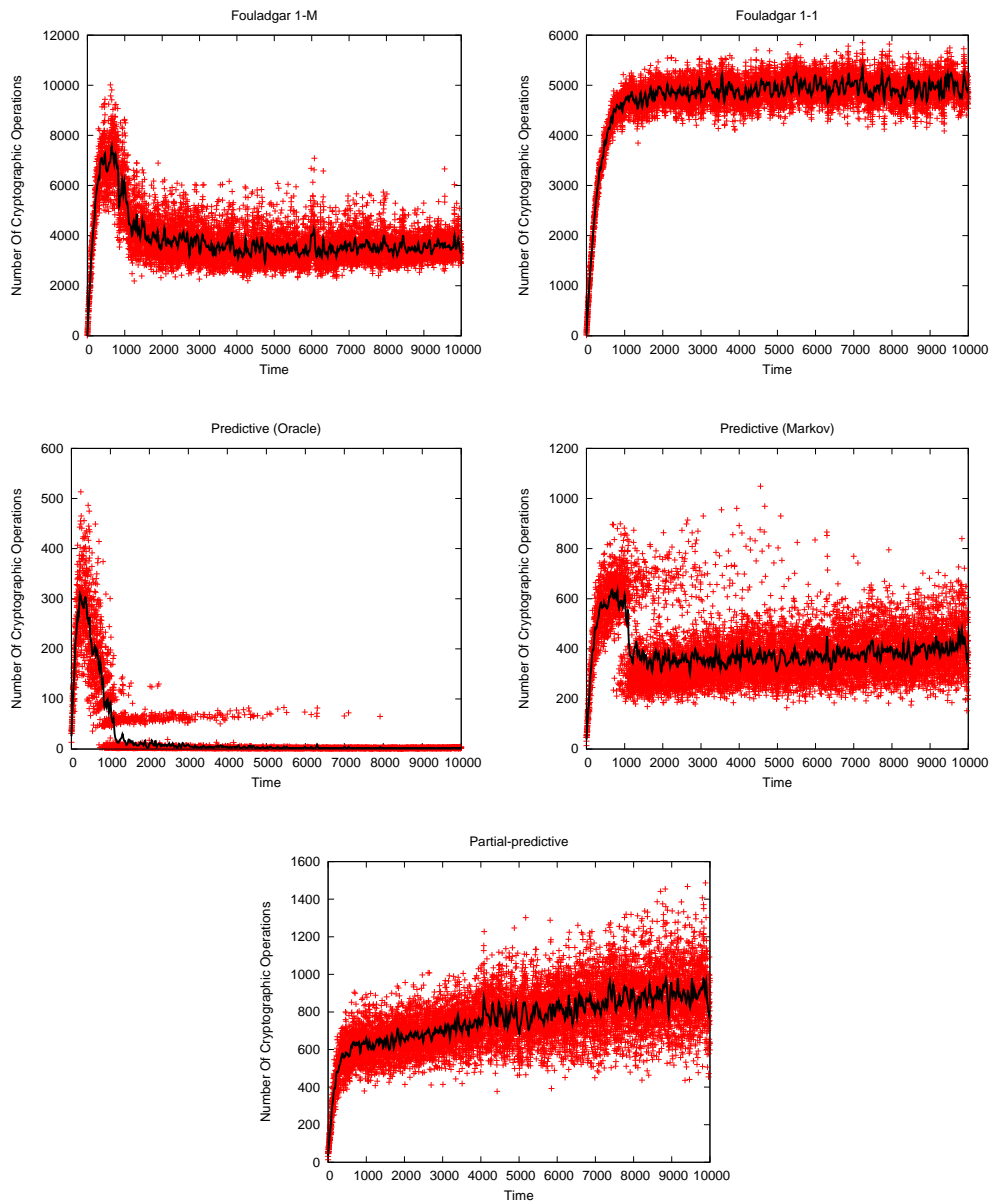 Fouladgar 1-M
Number Of Cryptographic Operations
12000
10000
8000
6000
4000
2000
0
0 1000 2000 3000 4000 5000 6000 7000 8000 9000 10000
Time
Fouladgar 1-1
Number Of Cryptographic Operations
6000
5000
4000
3000
2000
1000
0
0 1000 2000 3000 4000 5000 6000 7000 8000 9000 10000
Time
Predictive (Oracle)
Number Of Cryptographic Operations
600
500
400
300
200
100
0
0 1000 2000 3000 4000 5000 6000 7000 8000 9000 10000
Time
Predictive (Markov)
Number Of Cryptographic Operations
1200
1000
800
600
400
200
0
0 1000 2000 3000 4000 5000 6000 7000 8000 9000 10000
Time
Partial-predictive
Number Of Cryptographic Operations
1600
1400
1200
1000
800
600
400
200
0
0 1000 2000 3000 4000 5000 6000 7000 8000 9000 10000
Time